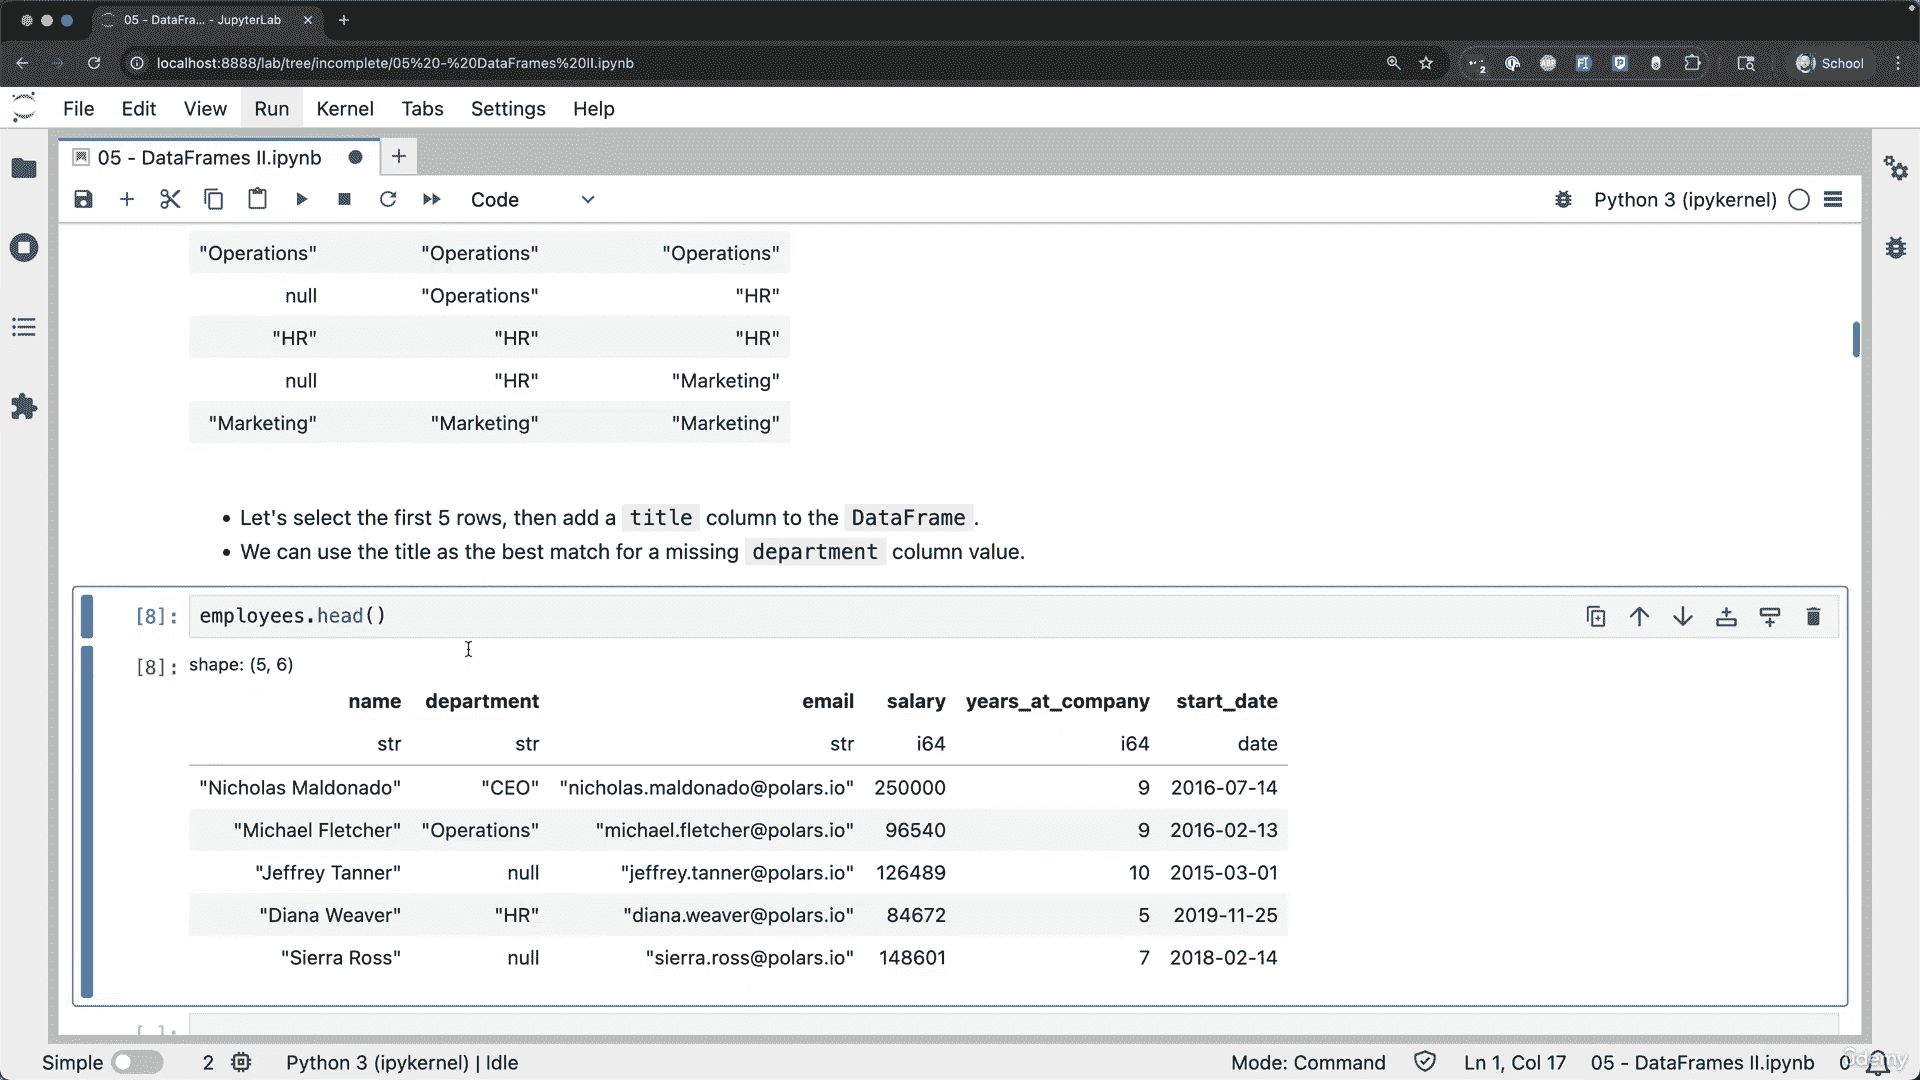 05 - DataFra... - JupyterLab
localhost:8888/lab/tree/incomplete/05%20-%20DataFrames%20II.ipynb
2
School
File Edit View Run Kernel Tabs Settings Help
05 - DataFrames II.ipynb
Code
Python 3 (ipykernel)
"Operations" "Operations" "Operations"
null "Operations" "HR"
"HR" "HR" "HR"
null "HR" "Marketing"
"Marketing" "Marketing" "Marketing"
• Let's select the first 5 rows, then add a title column to the DataFrame.
• We can use the title as the best match for a missing department column value.
[8]: employees.head()
[8]: shape: (5, 6)
name department email salary years_at_company start_date
str str str i64 i64 date
"Nicholas Maldonado" "CEO" "nicholas.maldonado@polars.io" 250000 9 2016-07-14
"Michael Fletcher" "Operations" "michael.fletcher@polars.io" 96540 9 2016-02-13
"Jeffrey Tanner" null "jeffrey.tanner@polars.io" 126489 10 2015-03-01
"Diana Weaver" "HR" "diana.weaver@polars.io" 84672 5 2019-11-25
"Sierra Ross" null "sierra.ross@polars.io" 148601 7 2018-02-14
[ ]:
Simple 2 Python 3 (ipykernel) | Idle Mode: Command Ln 1, Col 17 05 - DataFrames II.ipynb 0
Udemy